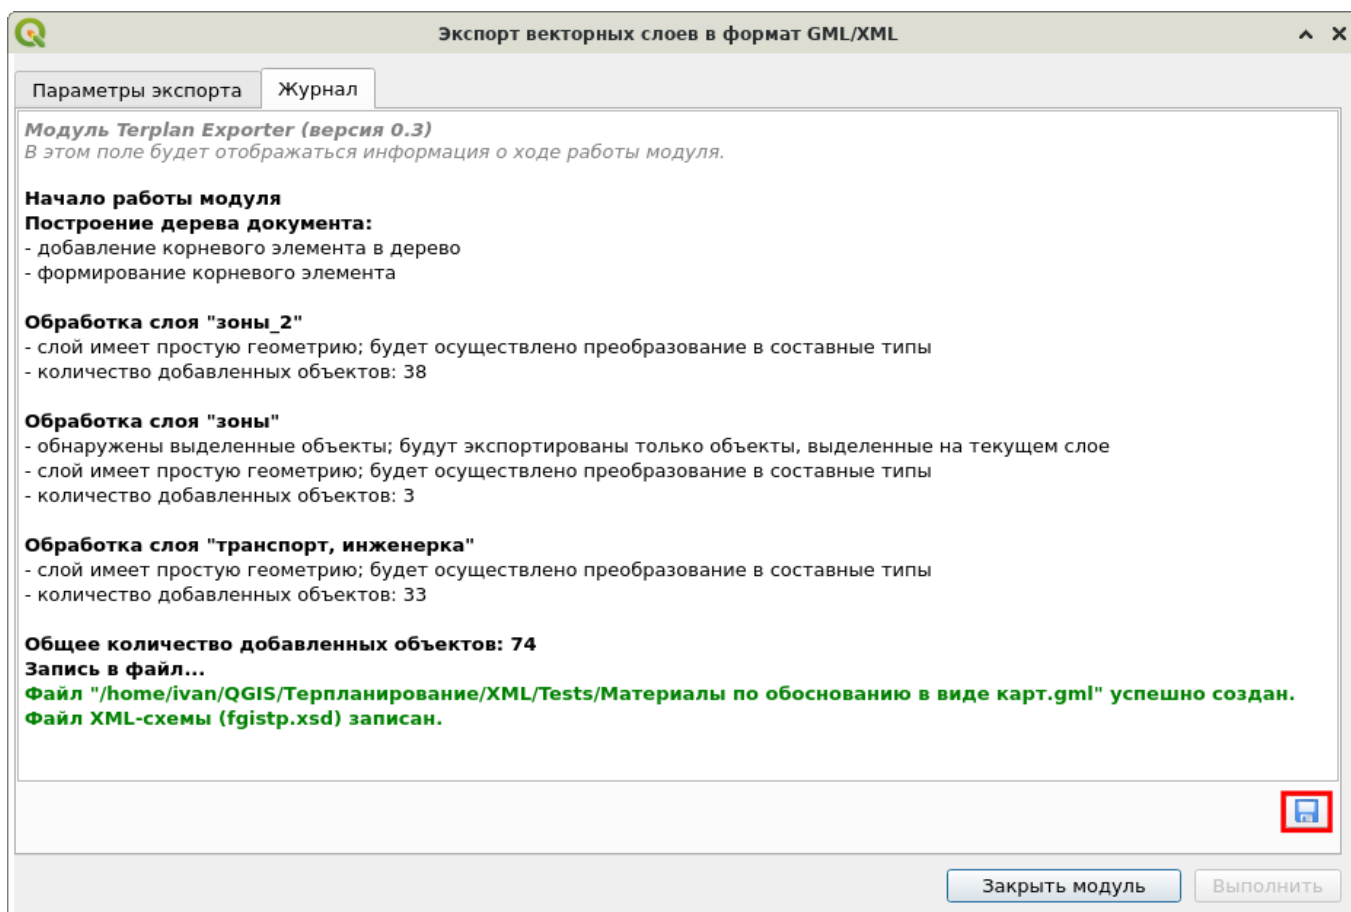 Экспорт векторных слоев в формат GML/XML
Параметры экспорта
Журнал
Модуль Terplan Exporter (версия 0.3)
В этом поле будет отображаться информация о ходе работы модуля.
Начало работы модуля
Построение дерева документа:
- добавление корневого элемента в дерево
- формирование корневого элемента
Обработка слоя "зоны_2"
- слой имеет простую геометрию; будет осуществлено преобразование в составные типы
- количество добавленных объектов: 38
Обработка слоя "зоны"
- обнаружены выделенные объекты; будут экспортированы только объекты, выделенные на текущем слое
- слой имеет простую геометрию; будет осуществлено преобразование в составные типы
- количество добавленных объектов: 3
Обработка слоя "транспорт, инженерка"
- слой имеет простую геометрию; будет осуществлено преобразование в составные типы
- количество добавленных объектов: 33
Общее количество добавленных объектов: 74
Запись в файл...
Файл "/home/ivan/QGIS/Терпланирование/XML/Tests/Материалы по обоснованию в виде карт.gml" успешно создан.
Файл XML-схемы (fgistp.xsd) записан.
Закрыть модуль
Выполнить